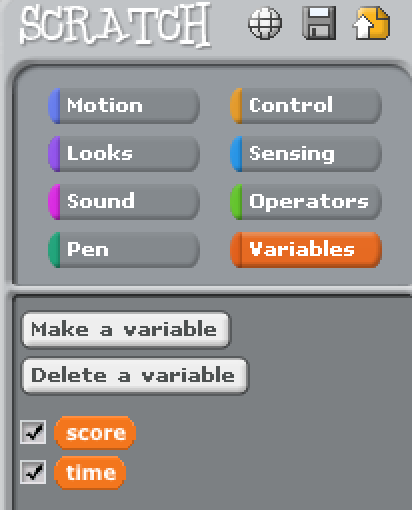 SCRATCH
Motion Control
Looks Sensing
Sound Operators
Pen Variables
Make a variable
Delete a variable
score
time